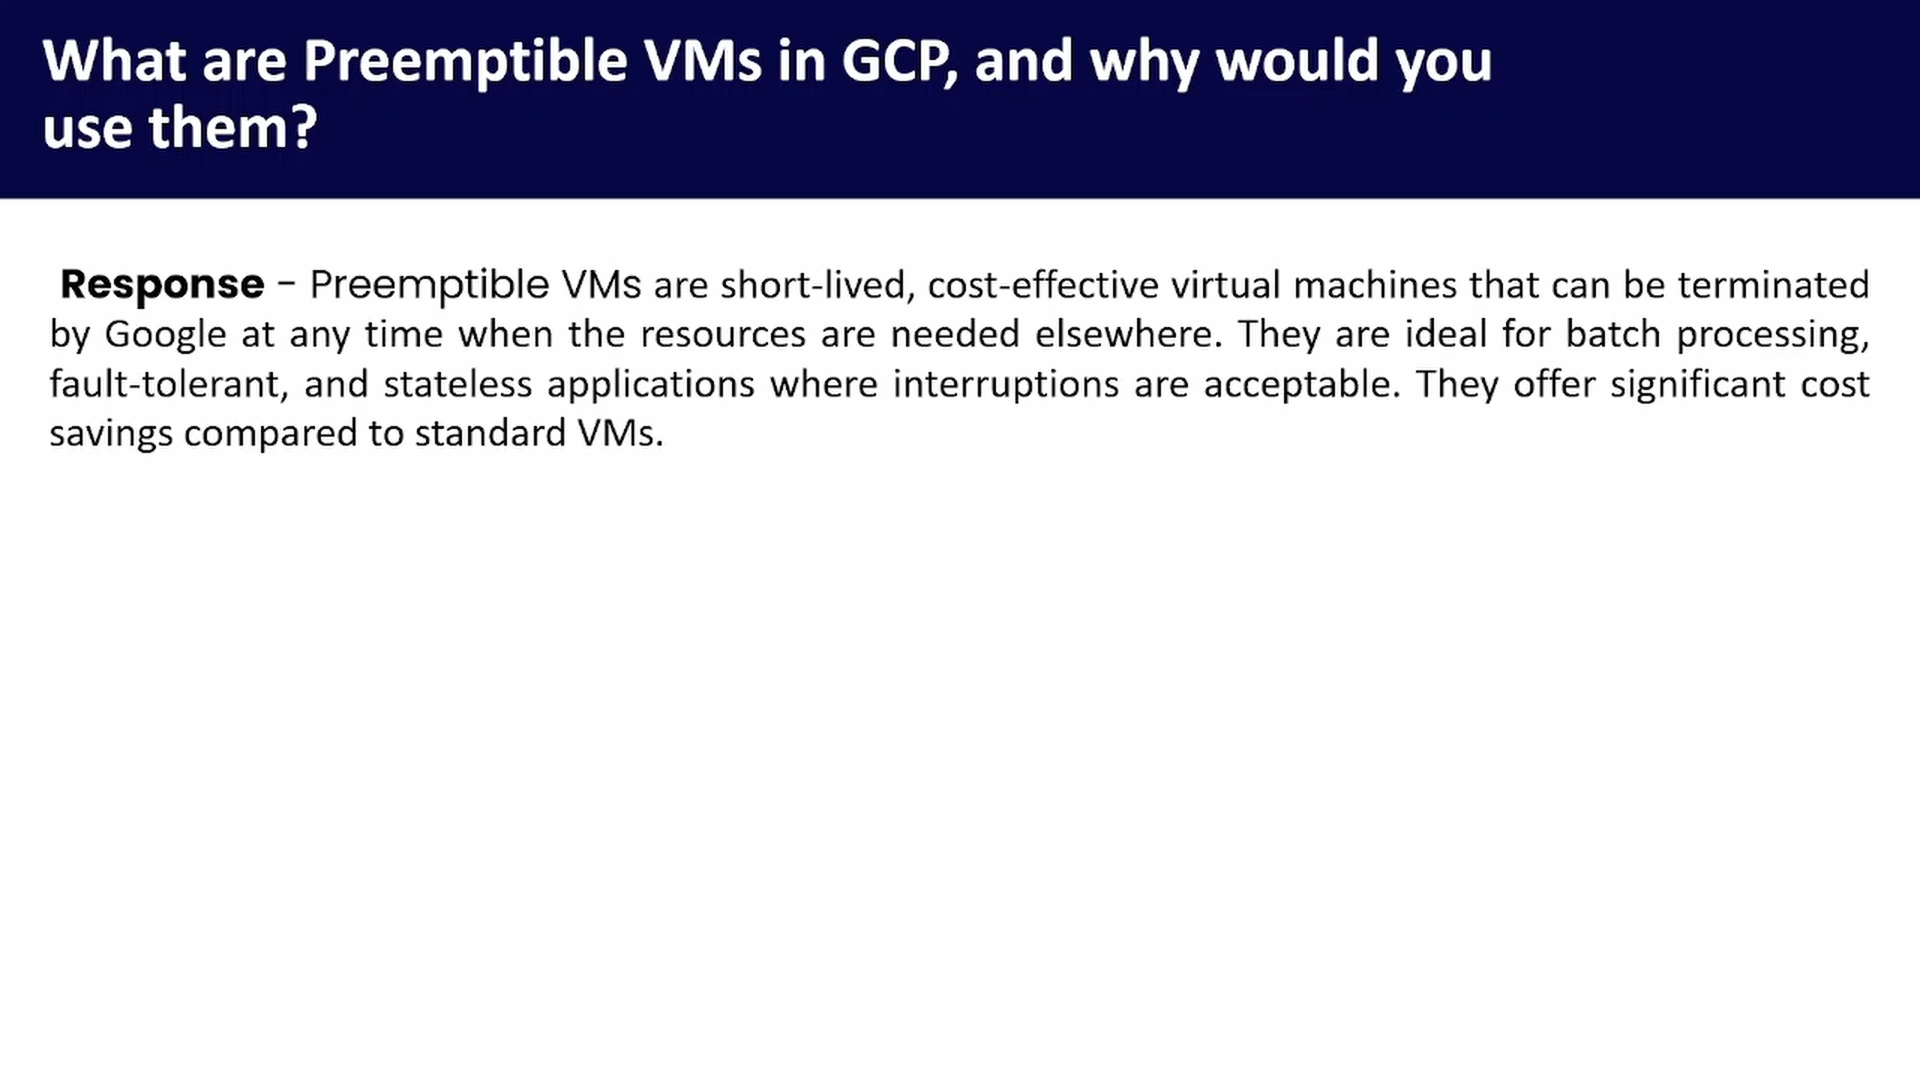 What are Preemptible VMs in GCP, and why would you
use them?
Response - Preemptible VMs are short-lived, cost-effective virtual machines that can be terminated
by Google at any time when the resources are needed elsewhere. They are ideal for batch processing,
fault-tolerant, and stateless applications where interruptions are acceptable. They offer significant cost
savings compared to standard VMs.